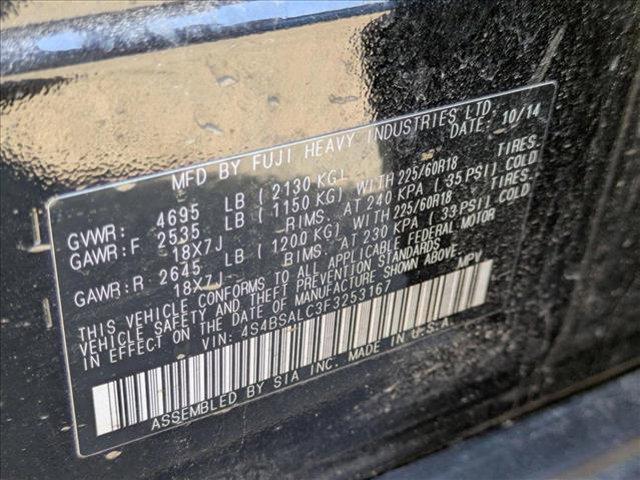 MFD BY FUJI HEAVY INDUSTRIES LTD. DATE: 10/14
GVWR: 4695 LB (2130 KG)
GAWR:F 2535 LB (1150 KG) WITH 225/60R18 TIRES.
18X7J RIMS. AT 240 KPA (35 PSI) COLD
GAWR:R 2645 LB (1200 KG) WITH 225/60R18 TIRES.
18X7J RIMS. AT 230 KPA (33 PSI) COLD
THIS VEHICLE CONFORMS TO ALL APPLICABLE FEDERAL MOTOR
VEHICLE SAFETY AND THEFT PREVENTION STANDARDS
IN EFFECT ON THE DATE OF MANUFACTURE SHOWN ABOVE.
VIN: 4S4BSALC3F3253167 MPV
ASSEMBLED BY SIA INC. MADE IN U.S.A.